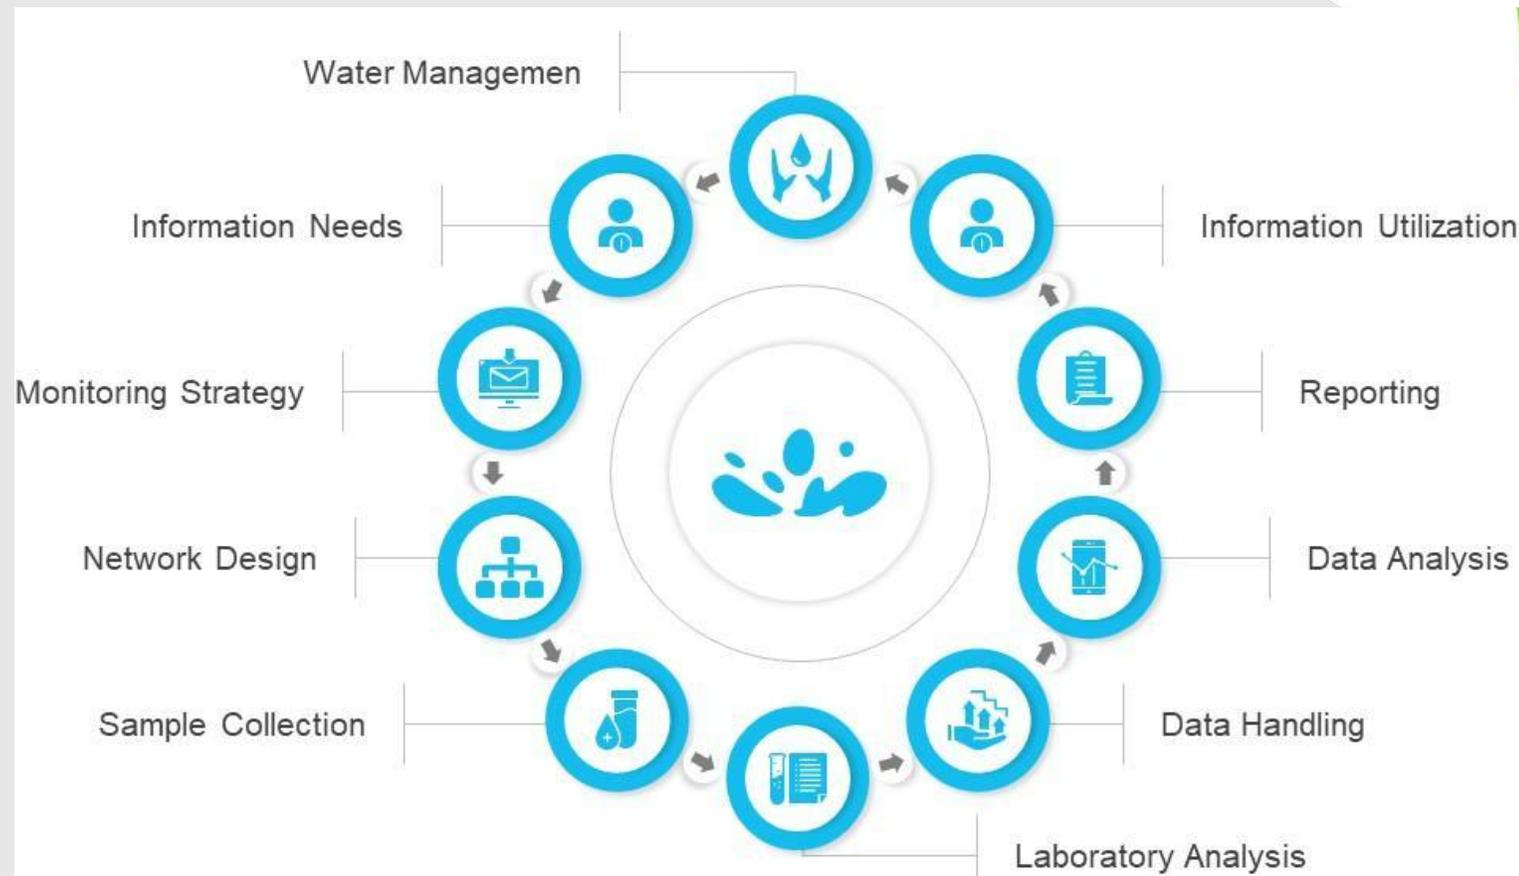 Water Managemen
Information Needs
Information Utilization
Monitoring Strategy
Reporting
Network Design
Data Analysis
Sample Collection
Data Handling
Laboratory Analysis